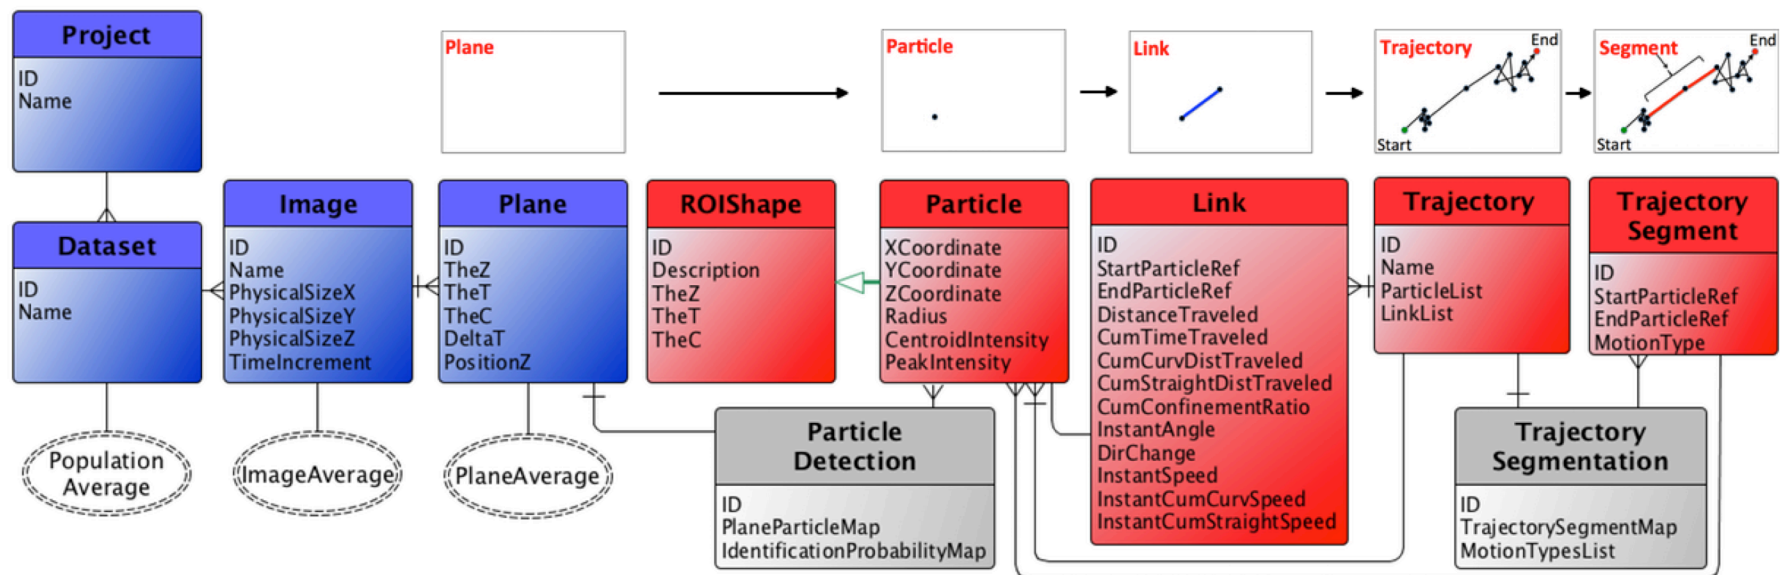 Project
ID
Name
Dataset
ID
Name
Population
Average
Image
ID
Name
PhysicalSizeX
PhysicalSizeY
PhysicalSizeZ
TimeIncrement
ImageAverage
Plane
Plane
ID
TheZ
TheT
TheC
DeltaT
PositionZ
PlaneAverage
ROIShape
ID
Description
TheZ
TheT
TheC
Particle
Particle
XCoordinate
YCoordinate
ZCoordinate
Radius
CentroidIntensity
PeakIntensity
Particle
Detection
ID
PlaneParticleMap
IdentificationProbabilityMap
Link
Link
ID
StartParticleRef
EndParticleRef
DistanceTraveled
CumTimeTraveled
CumCurvDistTraveled
CumStraightDistTraveled
CumConfinementRatio
InstantAngle
DirChange
InstantSpeed
InstantCumCurvSpeed
InstantCumStraightSpeed
Trajectory
End
Start
Trajectory
ID
Name
ParticleList
LinkList
Segment
End
Start
Trajectory
Segment
ID
StartParticleRef
EndParticleRef
MotionType
Trajectory
Segmentation
ID
TrajectorySegmentMap
MotionTypesList